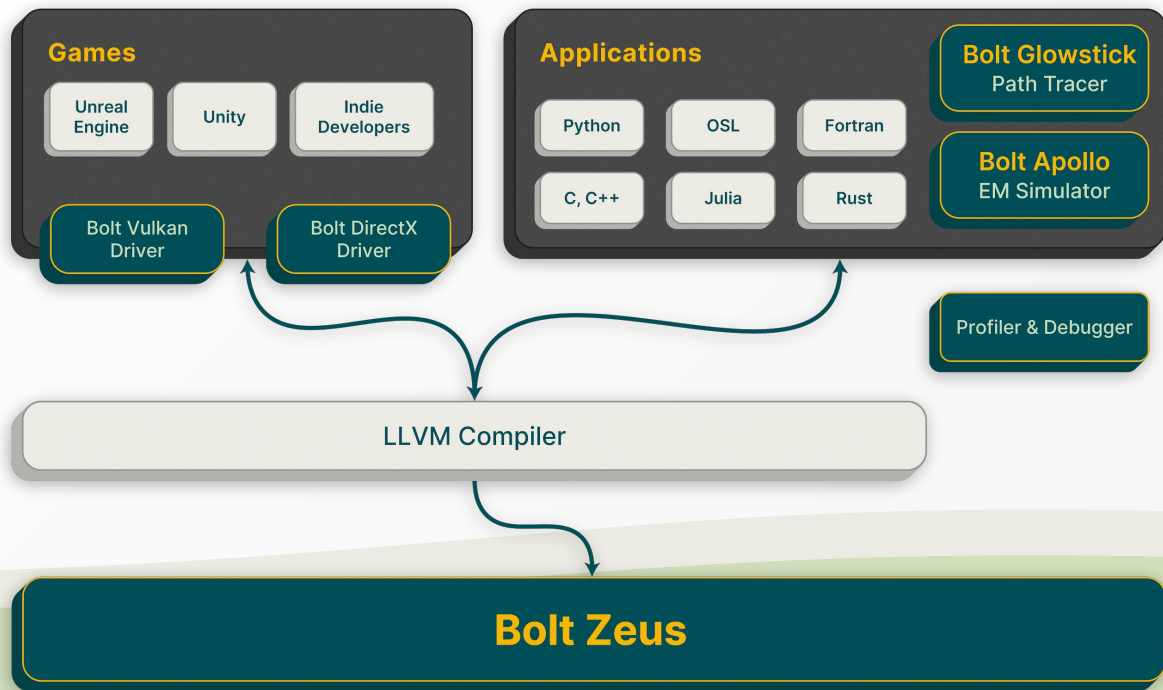 Games
Unreal
Engine
Unity
Indie
Developers
Bolt Vulkan
Driver
Bolt DirectX
Driver
Applications
Python
OSL
Fortran
C, C++
Julia
Rust
Bolt Glowstick
Path Tracer
Bolt Apollo
EM Simulator
Profiler & Debugger
LLVM Compiler
Bolt Zeus